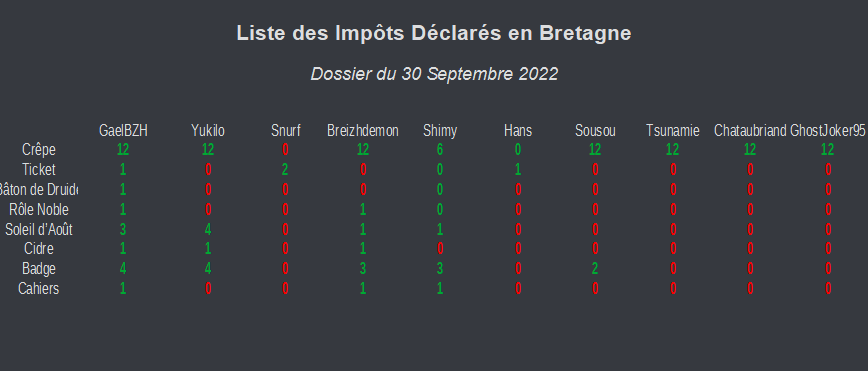 Liste des Impôts Déclarés en Bretagne
Dossier du 30 Septembre 2022
GaelBZH Yukilo Snurf Breizhdemon Shimy Hans Sousou Tsunamie Chataubriand GhostJoker95
Crêpe 12 12 0 12 6 0 12 12 12 12
Ticket 1 0 2 0 0 1 0 0 0 0
Bâton de Druide 1 0 0 0 0 0 0 0 0 0
Rôle Noble 1 0 0 1 0 0 0 0 0 0
Soleil d'Août 3 4 0 1 1 0 0 0 0 0
Cidre 1 1 0 1 0 0 0 0 0 0
Badge 4 4 0 3 3 0 2 0 0 0
Cahiers 1 0 0 1 1 0 0 0 0 0